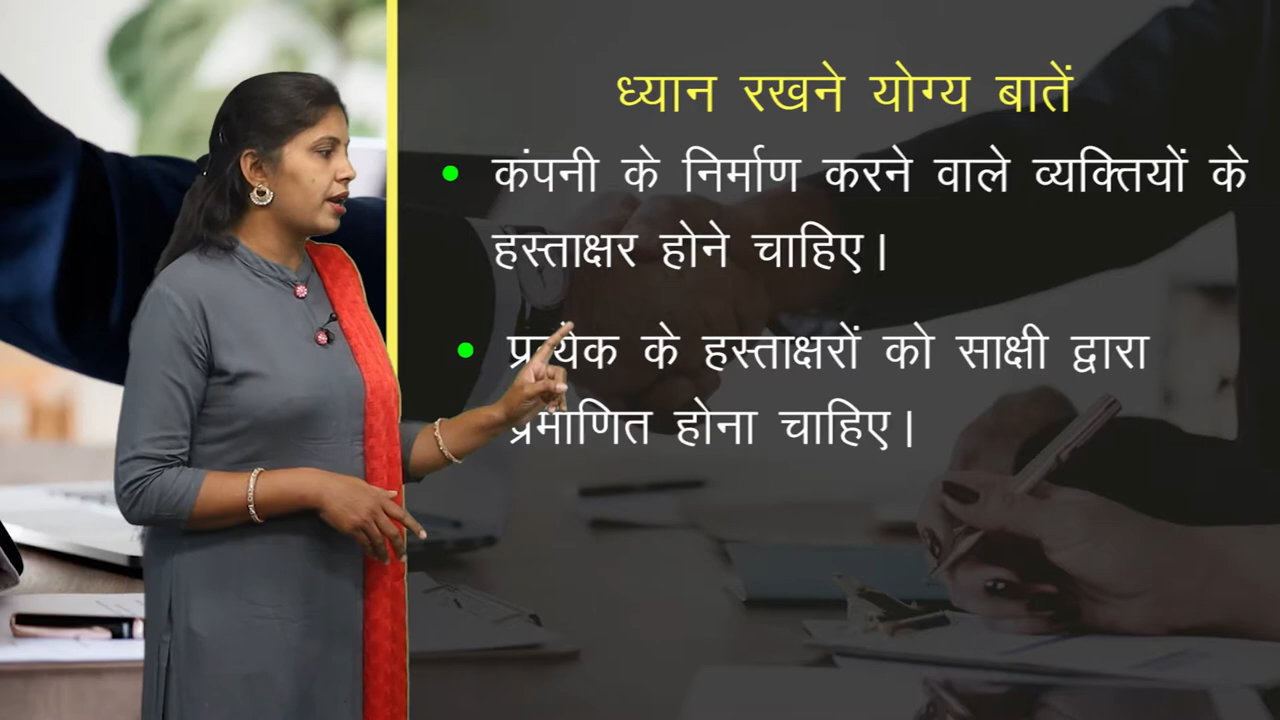 ध्यान रखने योग्य बातें
• कंपनी के निर्माण करने वाले व्यक्तियों के
हस्ताक्षर होने चाहिए।
• प्रत्येक के हस्ताक्षरों को साक्षी द्वारा
प्रमाणित होना चाहिए।